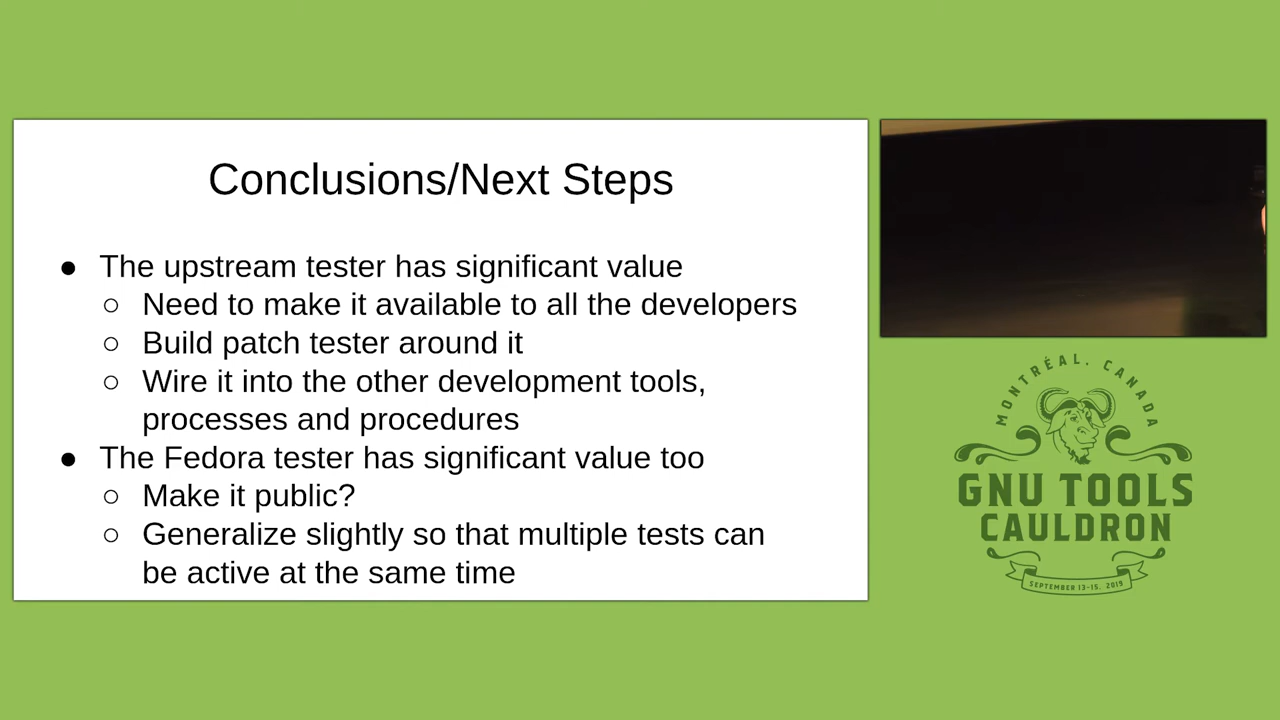 Conclusions/Next Steps
● The upstream tester has significant value
○ Need to make it available to all the developers
○ Build patch tester around it
○ Wire it into the other development tools,
processes and procedures
● The Fedora tester has significant value too
○ Make it public?
○ Generalize slightly so that multiple tests can
be active at the same time
MONTRÉAL, CANADA
GNU TOOLS
CAULDRON
SEPTEMBER 13-15, 2019